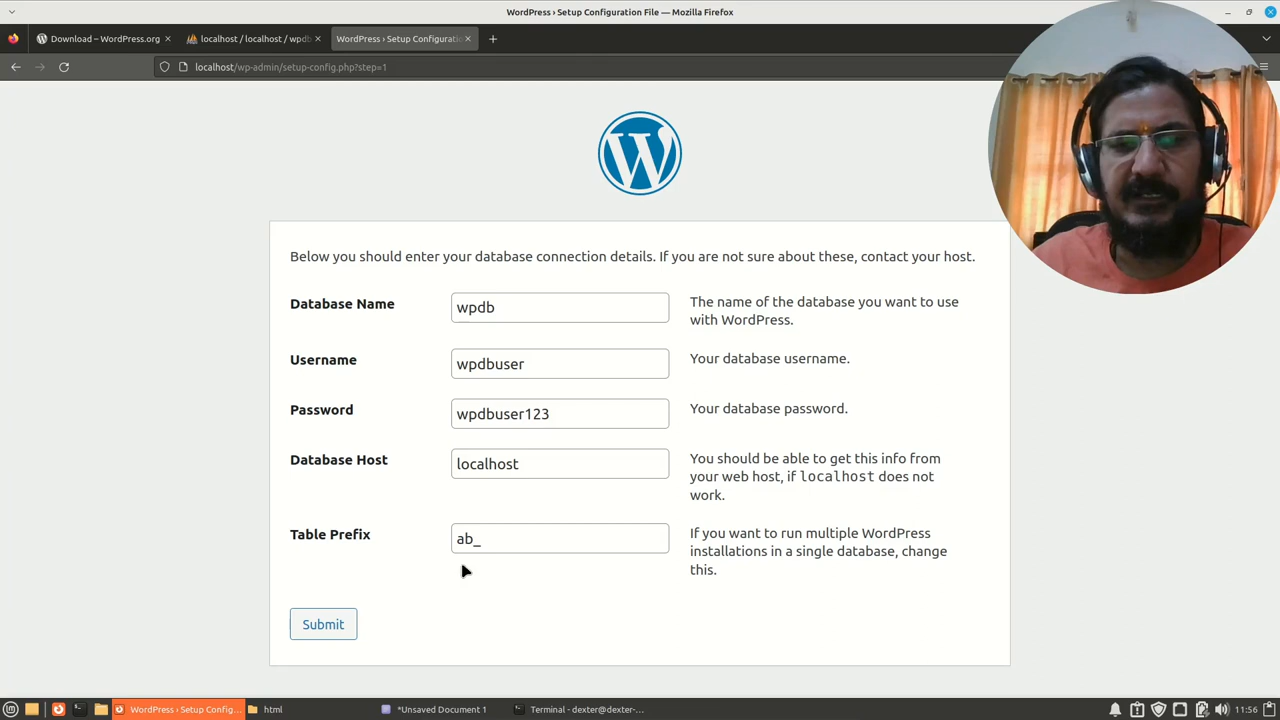 WordPress › Setup Configuration File — Mozilla Firefox
Download – WordPress.org
localhost / localhost / wpdb
WordPress › Setup Configuratio
localhost/wp-admin/setup-config.php?step=1
W
Below you should enter your database connection details. If you are not sure about these, contact your host.
Database Name
wpdb
The name of the database you want to use
with WordPress.
Username
wpdbuser
Your database username.
Password
wpdbuser123
Your database password.
Database Host
localhost
You should be able to get this info from
your web host, if localhost does not
work.
Table Prefix
ab_
If you want to run multiple WordPress
installations in a single database, change
this.
Submit
WordPress › Setup Config...
html
*Unsaved Document 1
Terminal - dexter@dexter-...
11:56